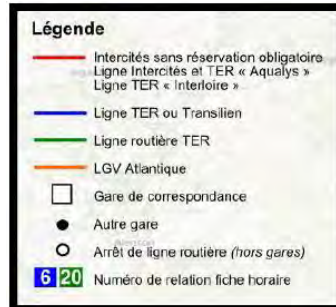 Légende
Intercités sans réservation obligatoire
Ligne Intercités et TER « Aqualys »
Ligne TER « Interloire »
Ligne TER ou Transilien
Ligne routière TER
LGV Atlantique
Gare de correspondance
Autre gare
Arrêt de ligne routière (hors gares)
6 20 Numéro de relation fiche horaire